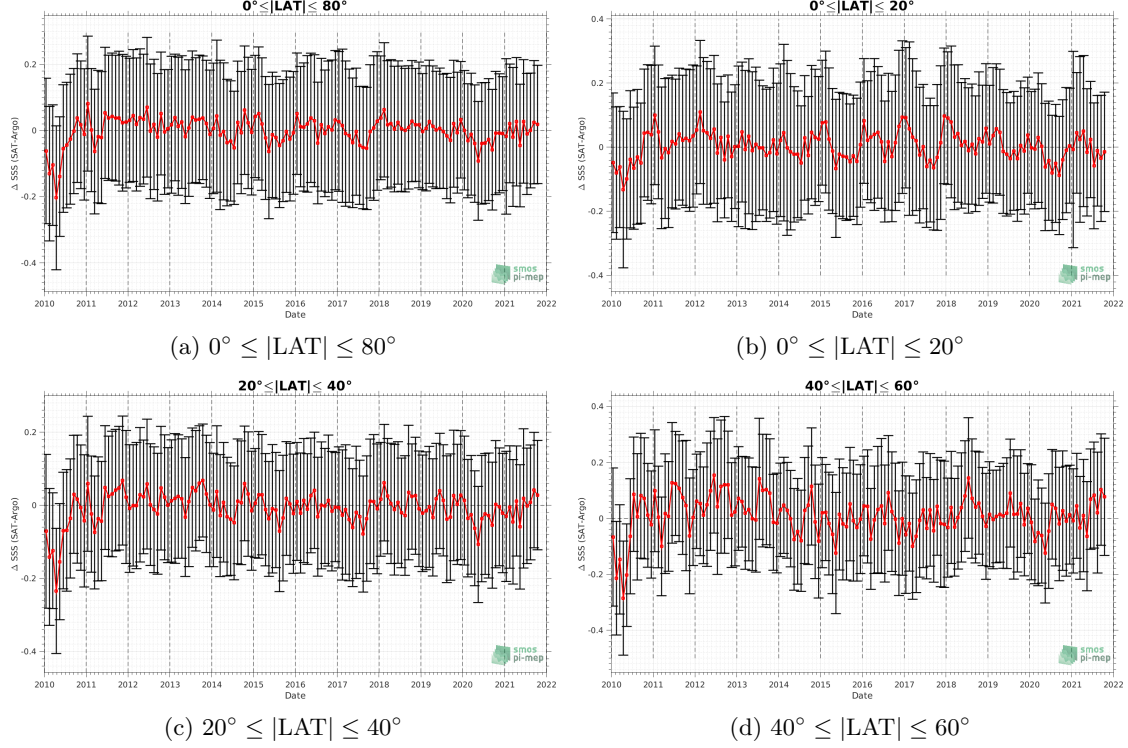 0°≤|LAT|≤ 80°
Δ SSS (SAT-Argo)
0.2
0
-0.2
-0.4
smos
pi-mep
2010 2011 2012 2013 2014 2015 2016 2017 2018 2019 2020 2021 2022
Date
(a) 0° ≤ |LAT| ≤ 80°
0°≤|LAT|≤ 20°
Δ SSS (SAT-Argo)
0.4
0.2
0
-0.2
-0.4
smos
pi-mep
2010 2011 2012 2013 2014 2015 2016 2017 2018 2019 2020 2021 2022
Date
(b) 0° ≤ |LAT| ≤ 20°
20°≤|LAT|≤ 40°
Δ SSS (SAT-Argo)
0.2
0
-0.2
-0.4
smos
pi-mep
2010 2011 2012 2013 2014 2015 2016 2017 2018 2019 2020 2021 2022
Date
(c) 20° ≤ |LAT| ≤ 40°
40°≤|LAT|≤ 60°
Δ SSS (SAT-Argo)
0.4
0.2
0
-0.2
-0.4
smos
pi-mep
2010 2011 2012 2013 2014 2015 2016 2017 2018 2019 2020 2021 2022
Date
(d) 40° ≤ |LAT| ≤ 60°